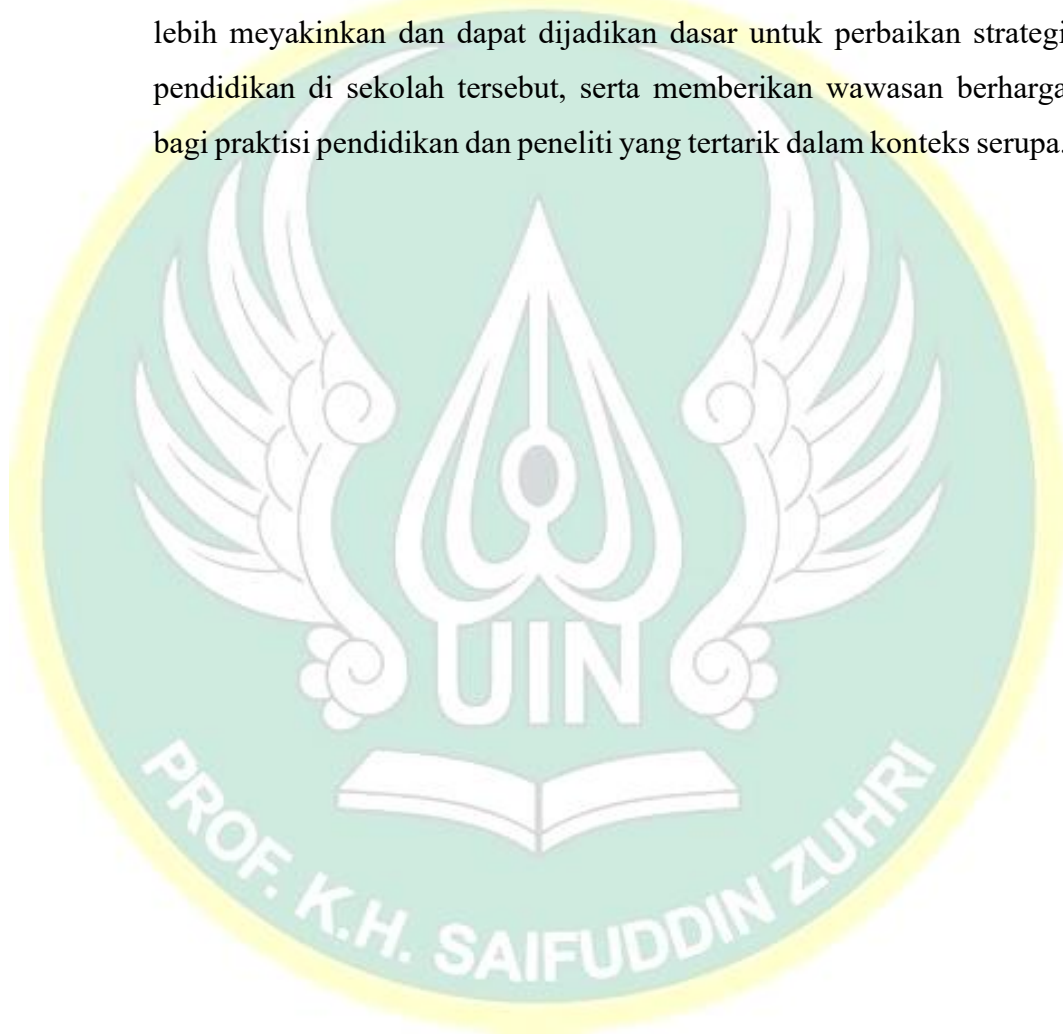 lebih meyakinkan dan dapat dijadikan dasar untuk perbaikan strategi
pendidikan di sekolah tersebut, serta memberikan wawasan berharga
bagi praktisi pendidikan dan peneliti yang tertarik dalam konteks serupa.
UIN
PROF. K.H. SAIFUDDIN ZUHRI